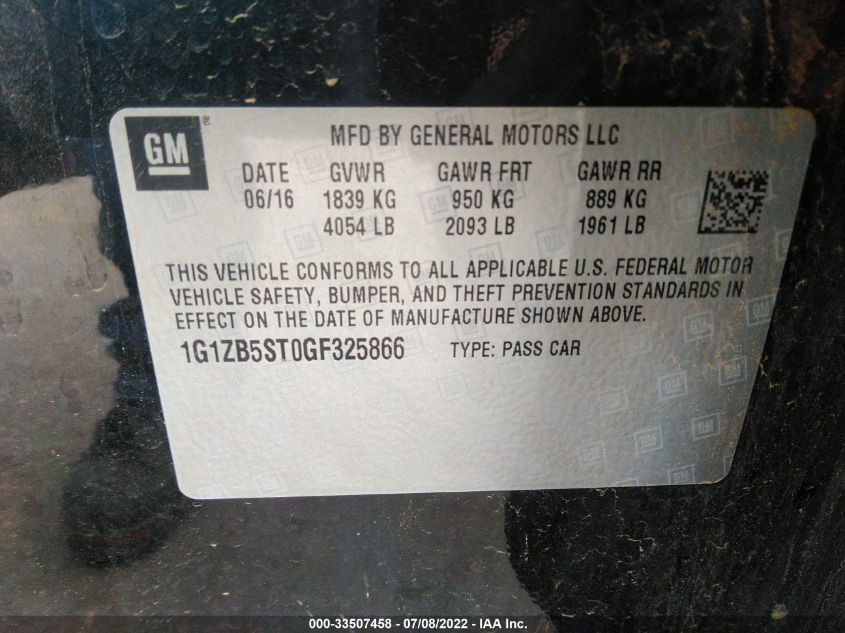 GM ®
MFD BY GENERAL MOTORS LLC
DATE GVWR GAWR FRT GAWR RR
06/16 1839 KG 950 KG 889 KG
4054 LB 2093 LB 1961 LB
THIS VEHICLE CONFORMS TO ALL APPLICABLE U.S. FEDERAL MOTOR
VEHICLE SAFETY, BUMPER, AND THEFT PREVENTION STANDARDS IN
EFFECT ON THE DATE OF MANUFACTURE SHOWN ABOVE.
1G1ZB5ST0GF325866 TYPE: PASS CAR
000-33507458 - 07/08/2022 - IAA Inc.